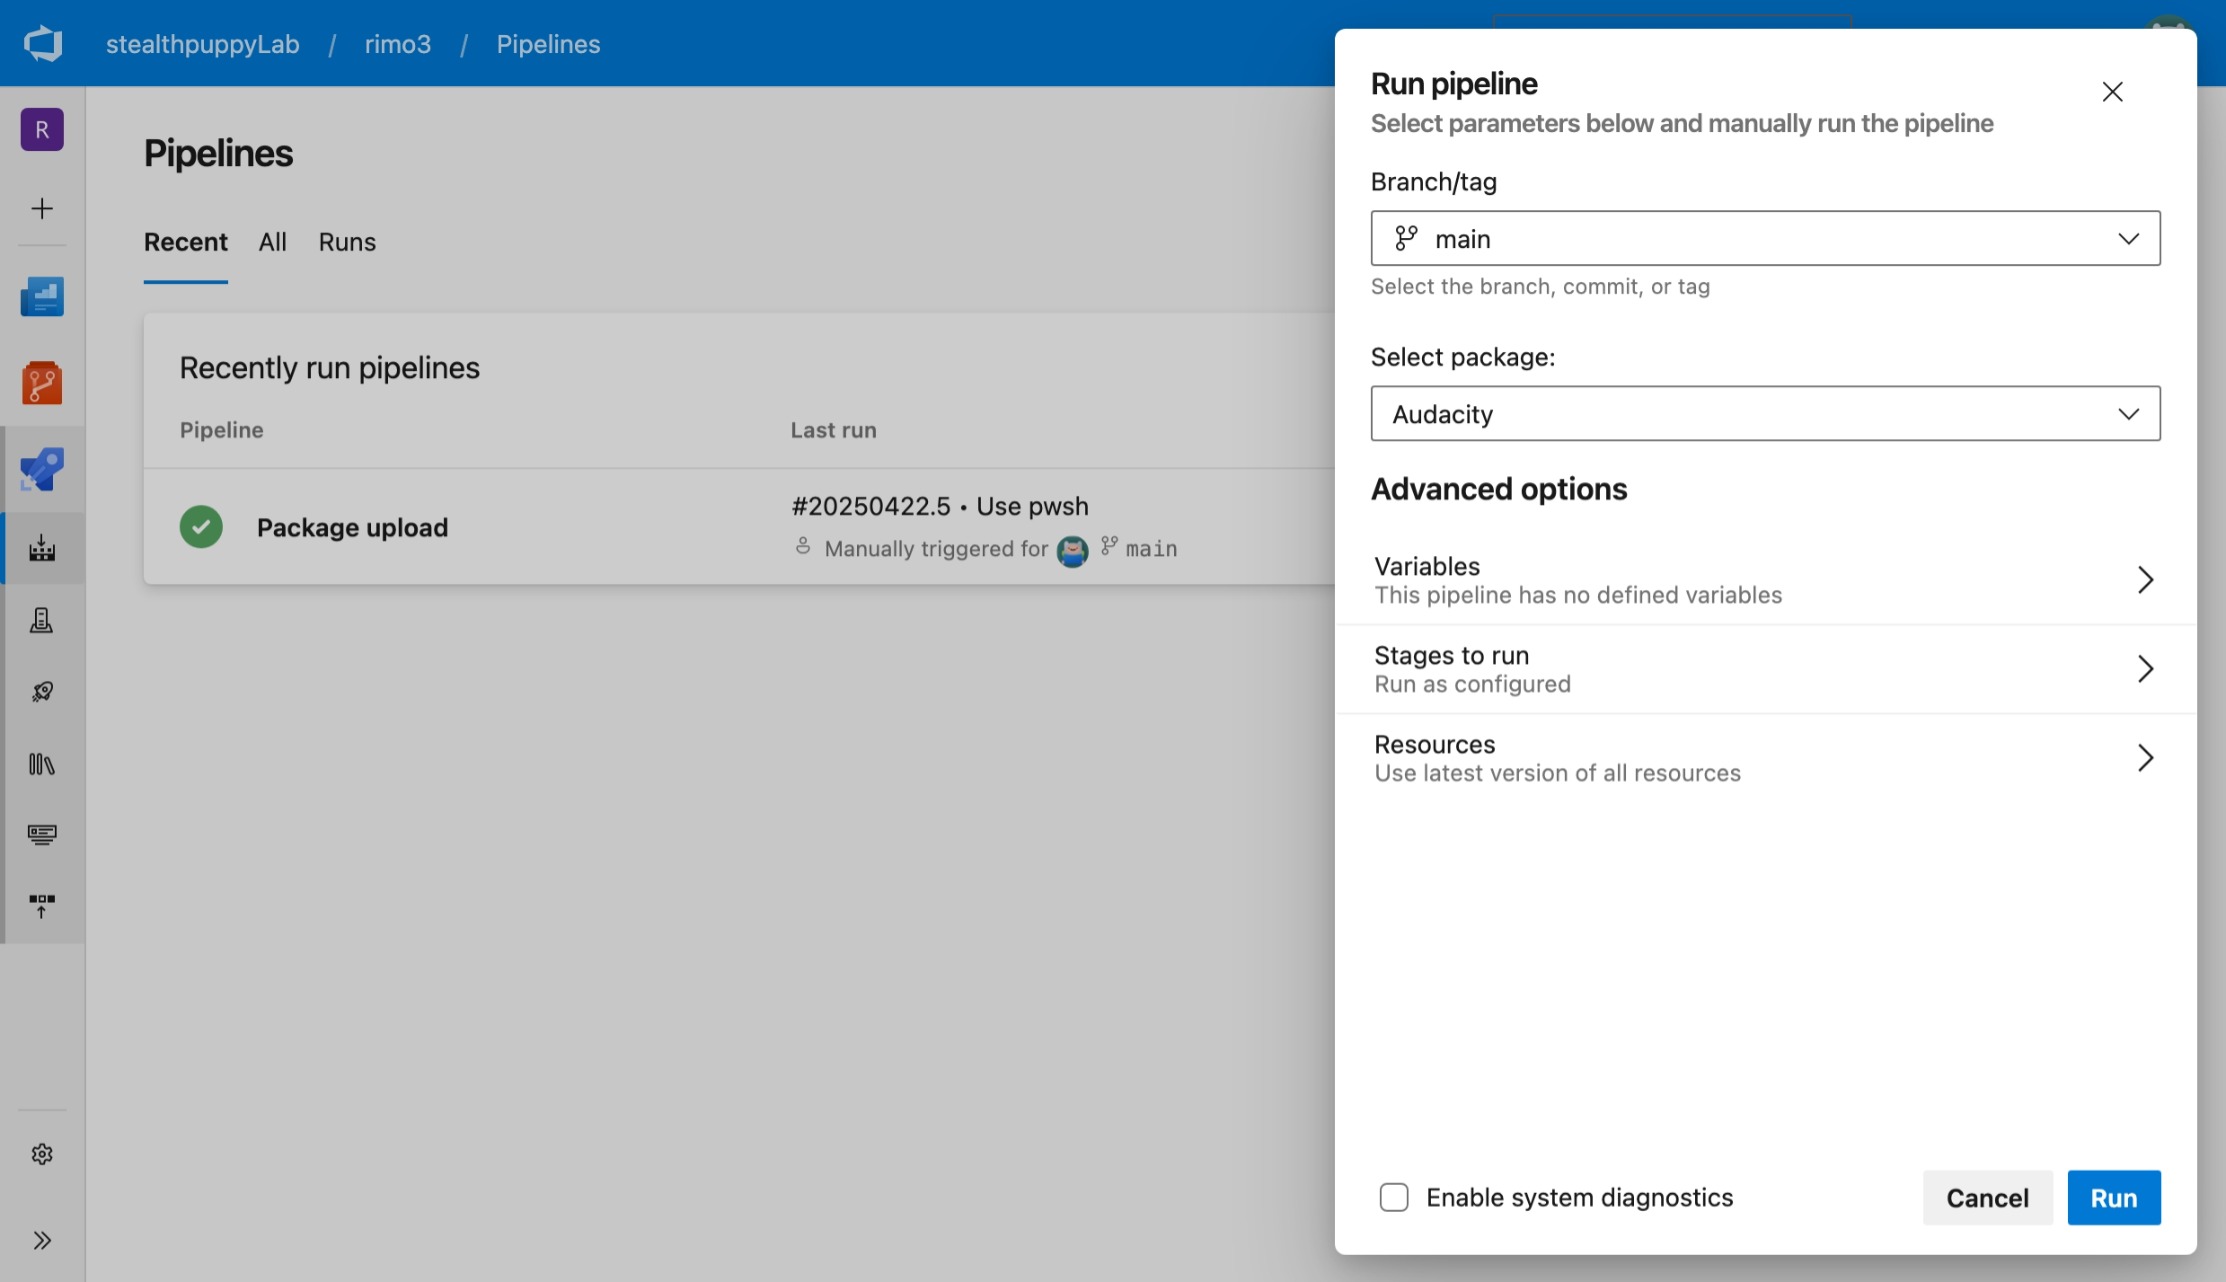 stealthpuppyLab / rimo3 / Pipelines
R
Pipelines
Recent All Runs
Recently run pipelines
Pipeline Last run
#20250422.5 • Use pwsh
Package upload
Manually triggered for main
Run pipeline
Select parameters below and manually run the pipeline
Branch/tag
main
Select the branch, commit, or tag
Select package:
Audacity
Advanced options
Variables
This pipeline has no defined variables
Stages to run
Run as configured
Resources
Use latest version of all resources
Enable system diagnostics Cancel Run